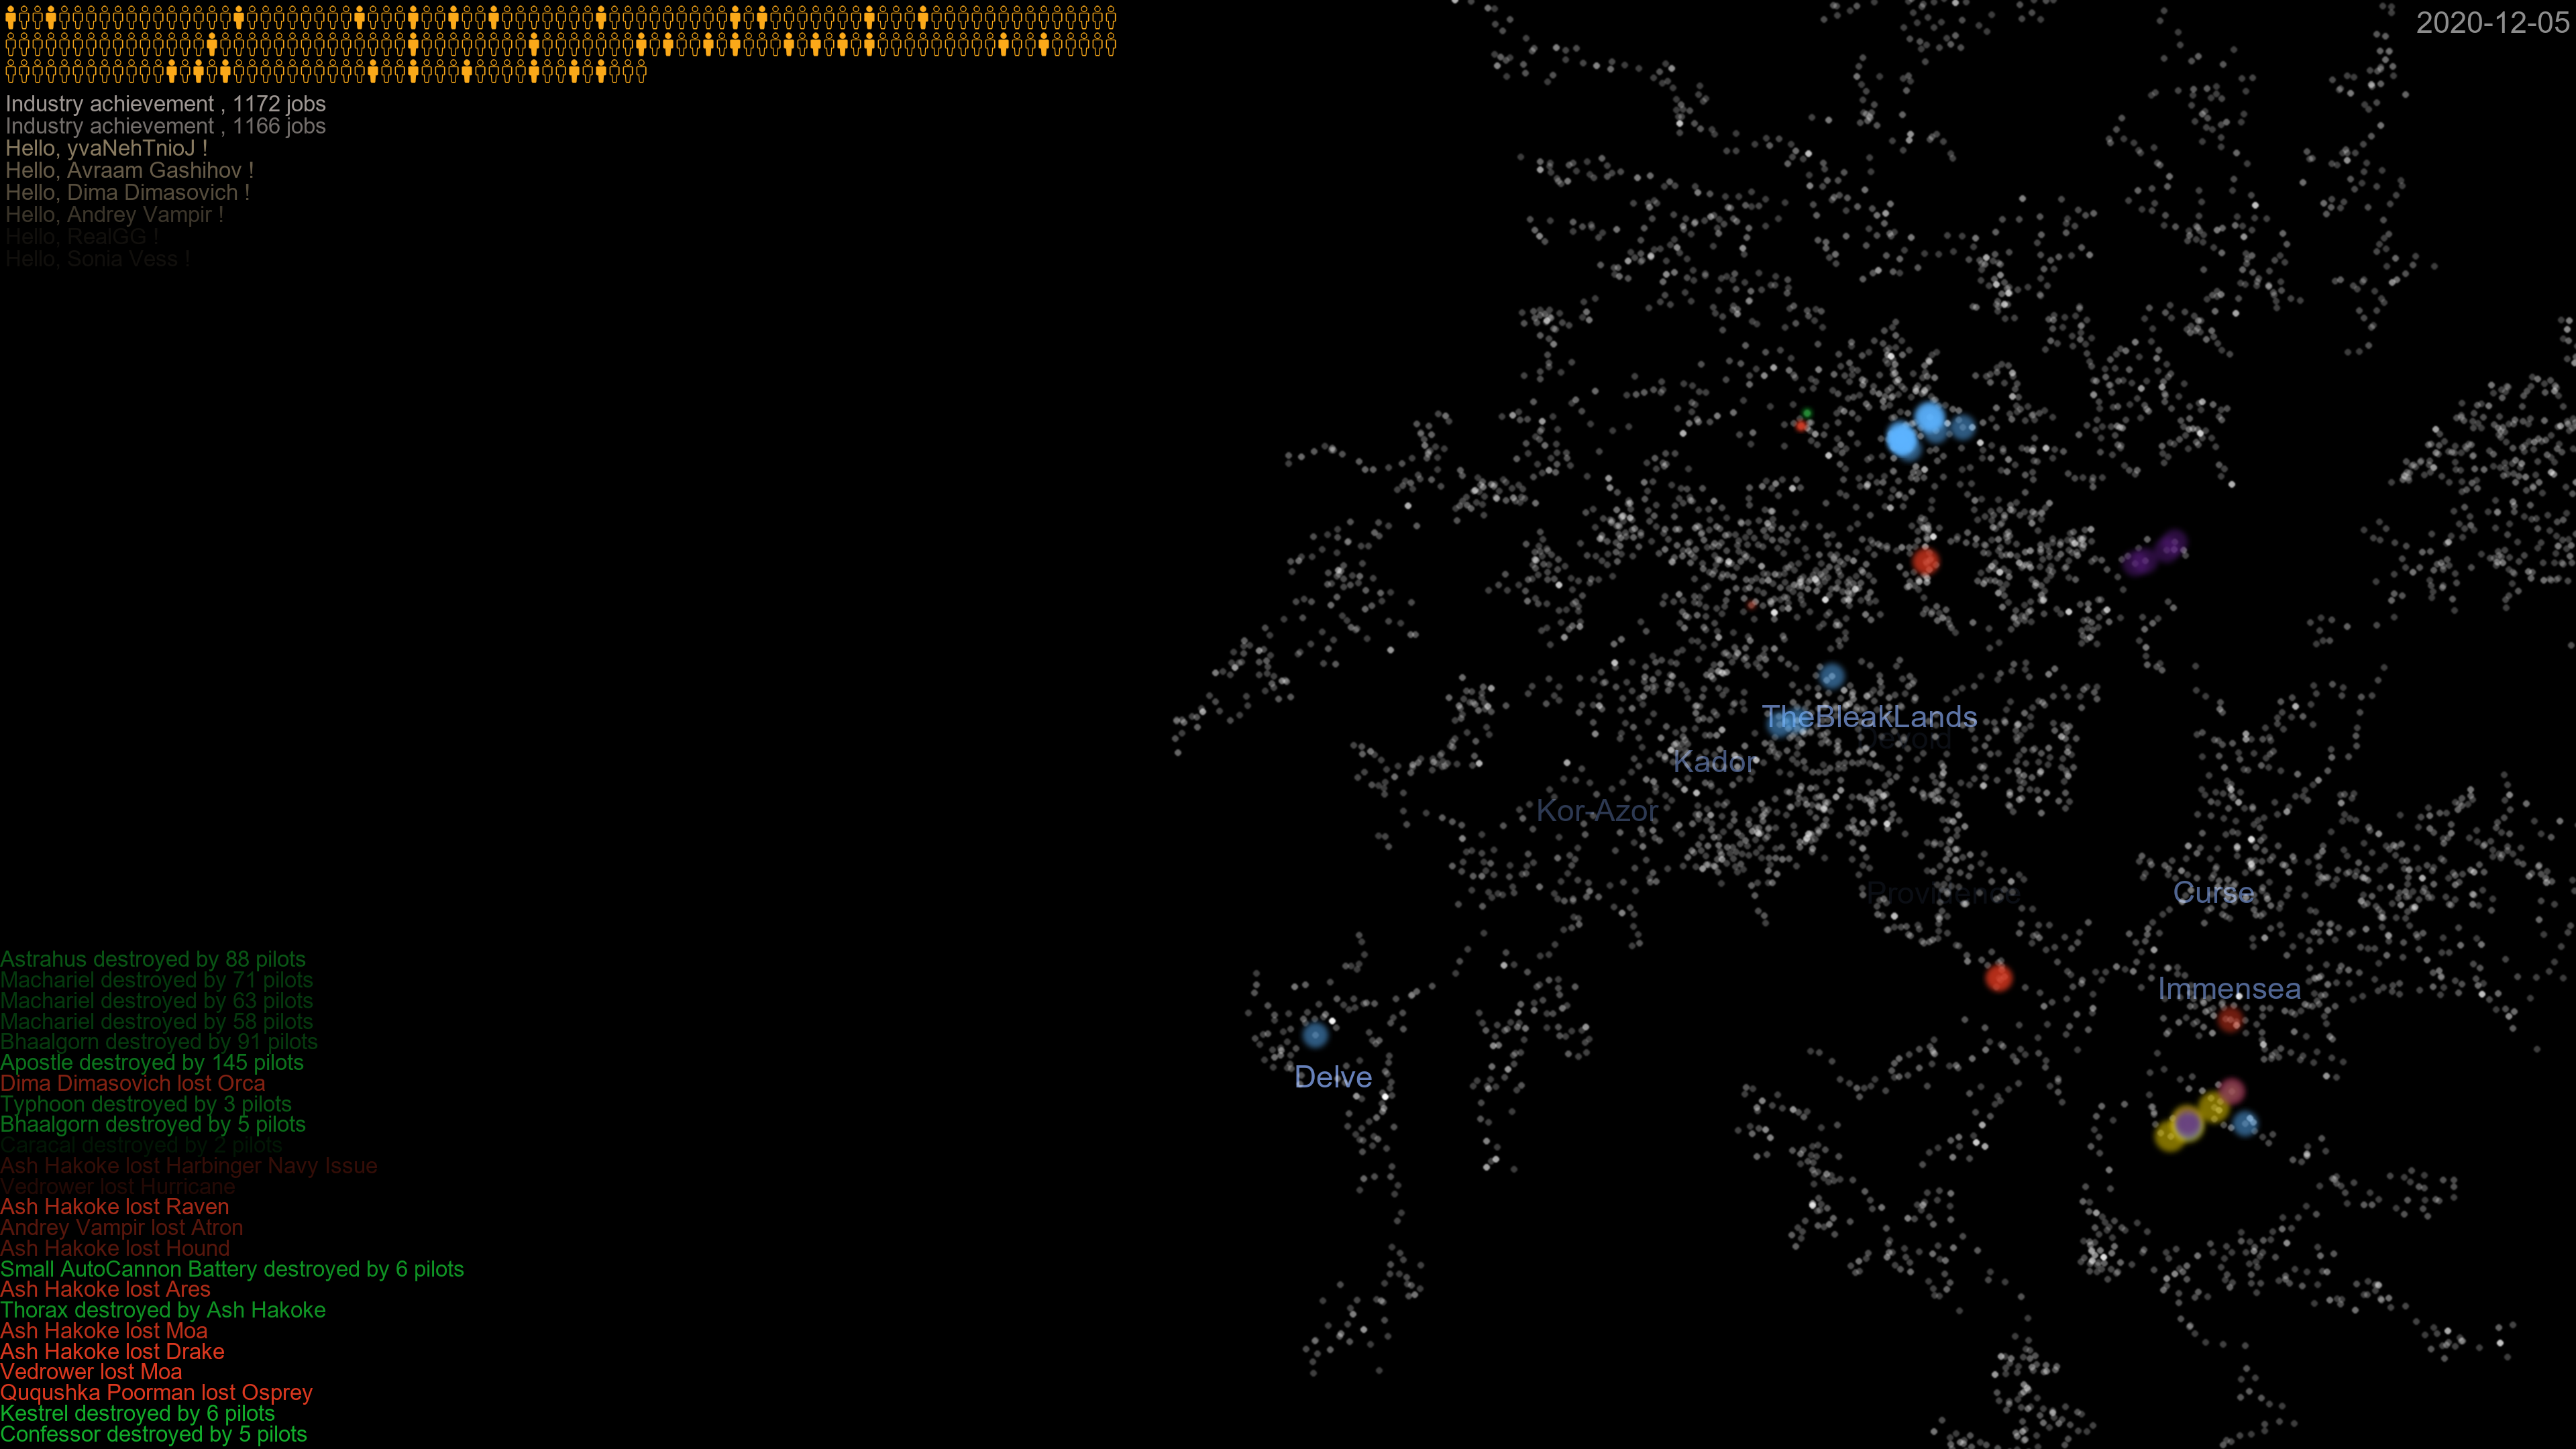 2020-12-05
Industry achievement , 1172 jobs
Industry achievement , 1166 jobs
Hello, yvaNehTnioJ !
Hello, Avraam Gashihov !
Hello, Dima Dimasovich !
Hello, Andrey Vampir !
Hello, RealGG !
Hello, Sonia Vess !
TheBleakLands
Devoid
Kador
Kor-Azor
Providence
Curse
Immensea
Delve
Astrahus destroyed by 88 pilots
Machariel destroyed by 71 pilots
Machariel destroyed by 63 pilots
Machariel destroyed by 58 pilots
Bhaalgorn destroyed by 91 pilots
Apostle destroyed by 145 pilots
Dima Dimasovich lost Orca
Typhoon destroyed by 3 pilots
Bhaalgorn destroyed by 5 pilots
Caracal destroyed by 2 pilots
Ash Hakoke lost Harbinger Navy Issue
Vedrower lost Hurricane
Ash Hakoke lost Raven
Andrey Vampir lost Atron
Ash Hakoke lost Hound
Small AutoCannon Battery destroyed by 6 pilots
Ash Hakoke lost Ares
Thorax destroyed by Ash Hakoke
Ash Hakoke lost Moa
Ash Hakoke lost Drake
Vedrower lost Moa
Ququshka Poorman lost Osprey
Kestrel destroyed by 6 pilots
Confessor destroyed by 5 pilots